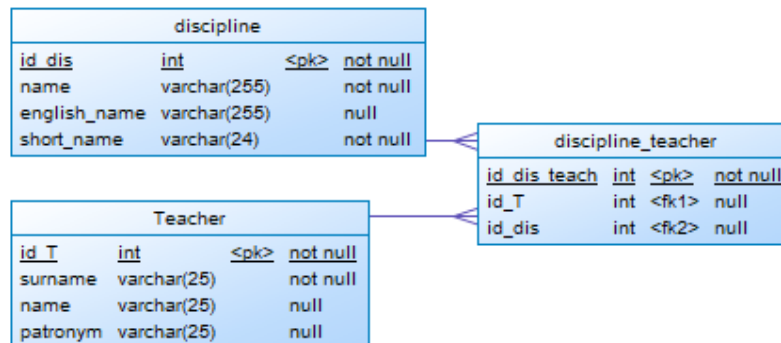 discipline
id_dis int <pk> not null
name varchar(255) not null
english_name varchar(255) null
short_name varchar(24) not null
discipline_teacher
id_dis_teach int <pk> not null
id_T int <fk1> null
id_dis int <fk2> null
Teacher
id_T int <pk> not null
surname varchar(25) not null
name varchar(25) null
patronym varchar(25) null